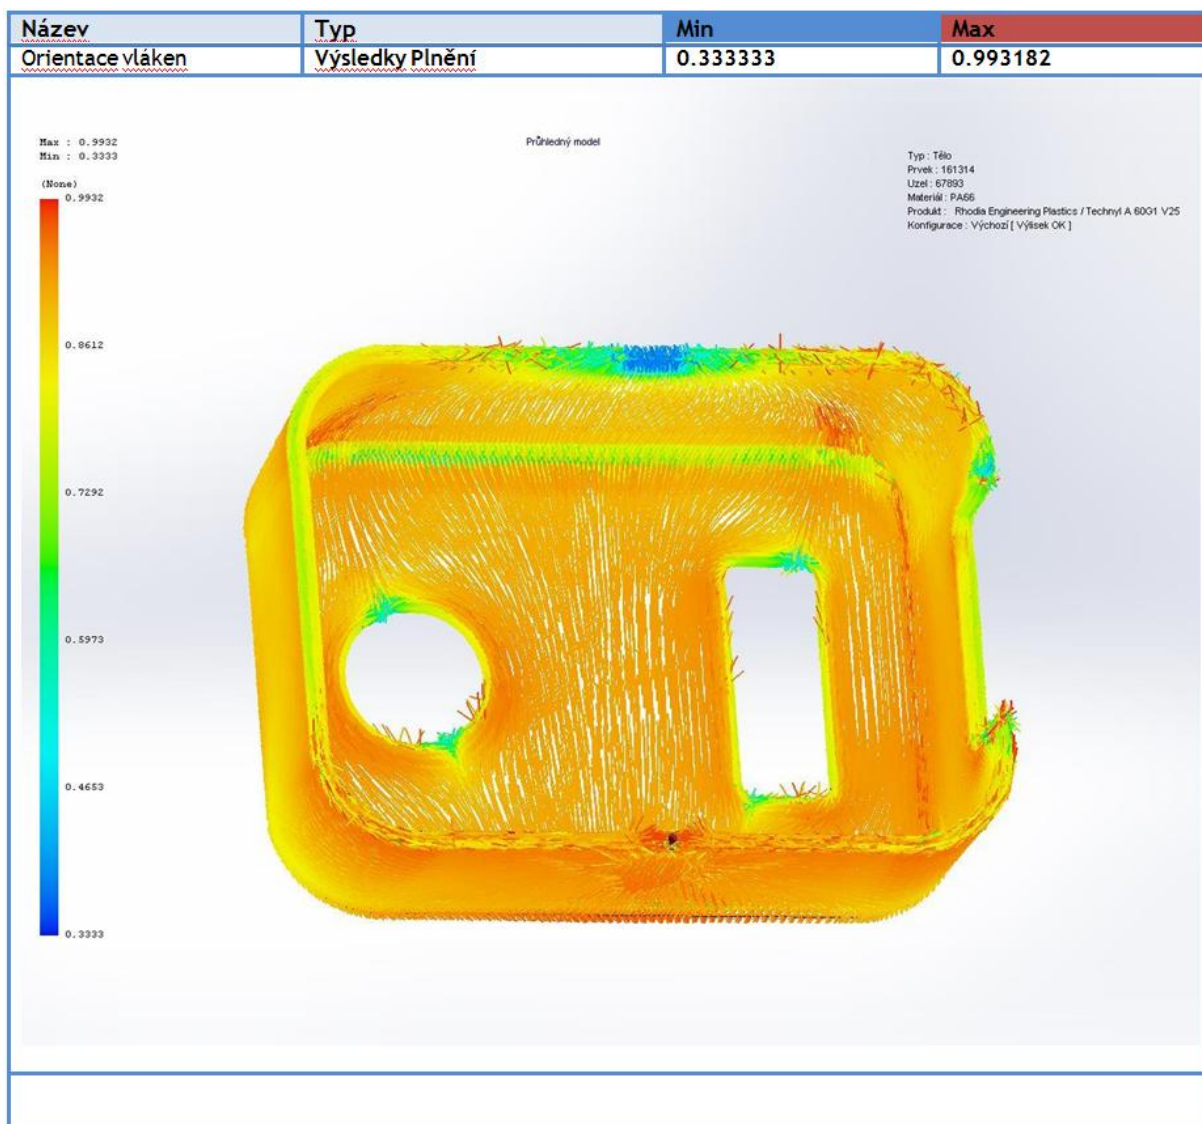 Název Typ Min Max
Orientace vláken Výsledky Plnění 0.333333 0.993182
Max : 0.9932
Min : 0.3333
Průhledný model
Typ : Tělo
Prvek : 161314
Uzel : 67893
Materiál : PA66
Produkt : Rhodia Engineering Plastics / Technyl A 60G1 V25
Konfigurace : Výchozí [ Výlisek OK ]
(None)
0.9932
0.8612
0.7292
0.5973
0.4653
0.3333